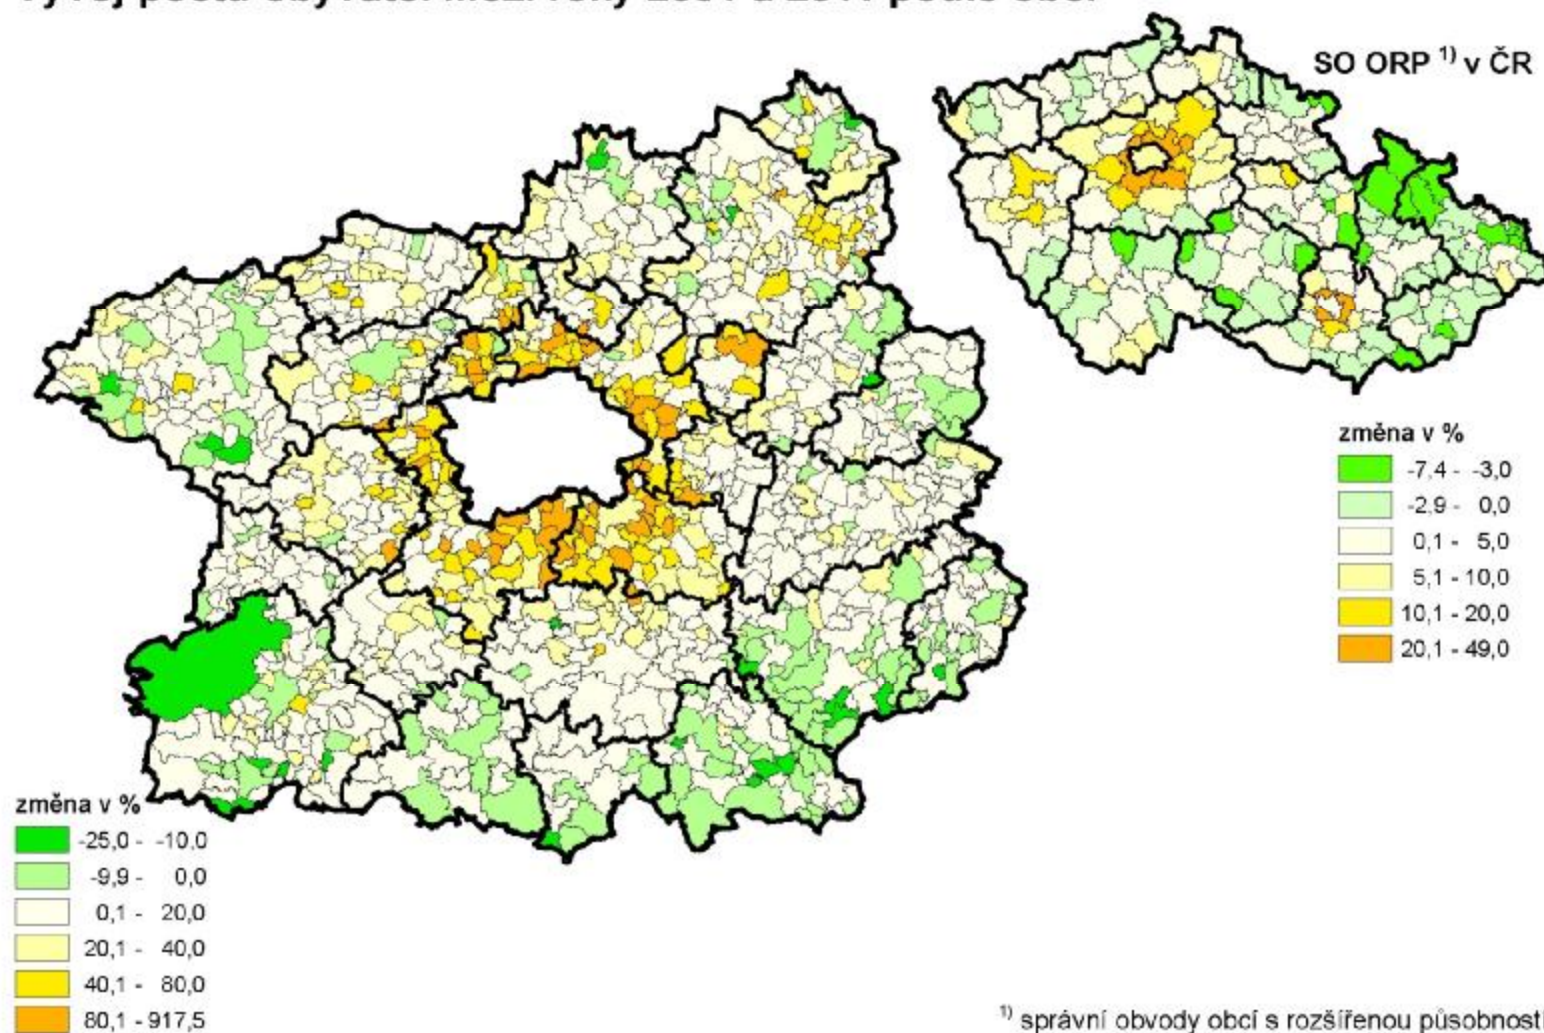 SO ORP ¹⁾ v ČR
změna v %
-7,4 - -3,0
-2,9 - 0,0
0,1 - 5,0
5,1 - 10,0
10,1 - 20,0
20,1 - 49,0
změna v %
-25,0 - -10,0
-9,9 - 0,0
0,1 - 20,0
20,1 - 40,0
40,1 - 80,0
80,1 - 917,5
¹⁾ správní obvody obcí s rozšířenou působností